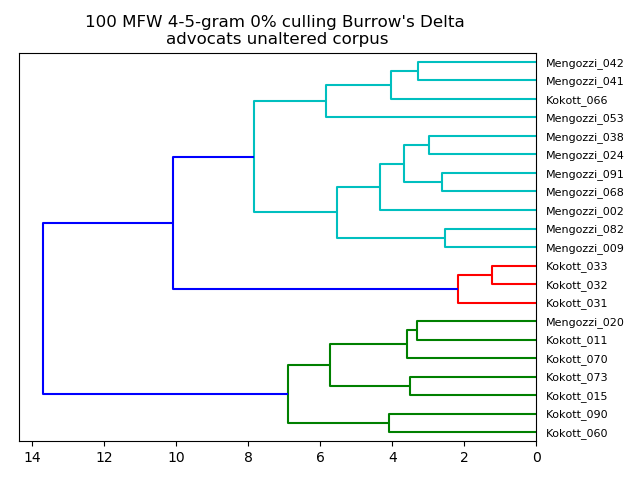 100 MFW 4-5-gram 0% culling Burrow's Delta
advocats unaltered corpus
Mengozzi_042
Mengozzi_041
Kokott_066
Mengozzi_053
Mengozzi_038
Mengozzi_024
Mengozzi_091
Mengozzi_068
Mengozzi_002
Mengozzi_082
Mengozzi_009
Kokott_033
Kokott_032
Kokott_031
Mengozzi_020
Kokott_011
Kokott_070
Kokott_073
Kokott_015
Kokott_090
Kokott_060
14 12 10 8 6 4 2 0